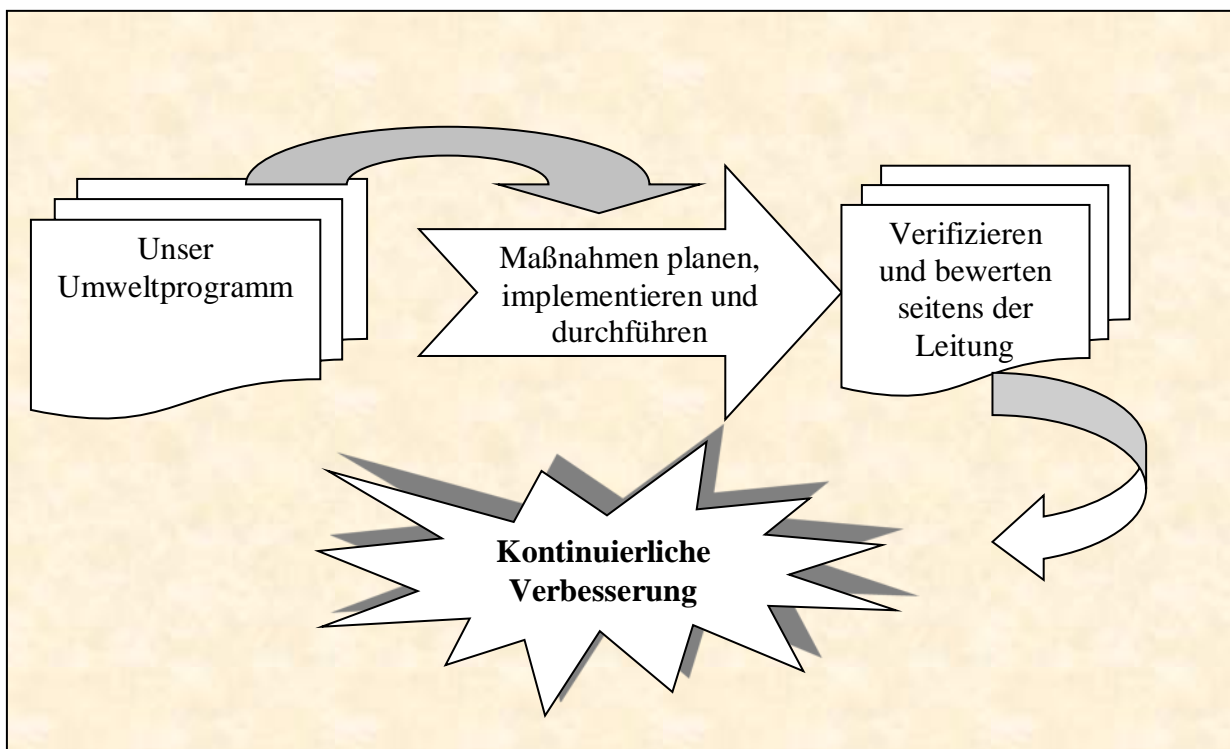 Unser
Umweltprogramm
Maßnahmen planen,
implementieren und
durchführen
Verifizieren
und bewerten
seitens der
Leitung
Kontinuierliche
Verbesserung